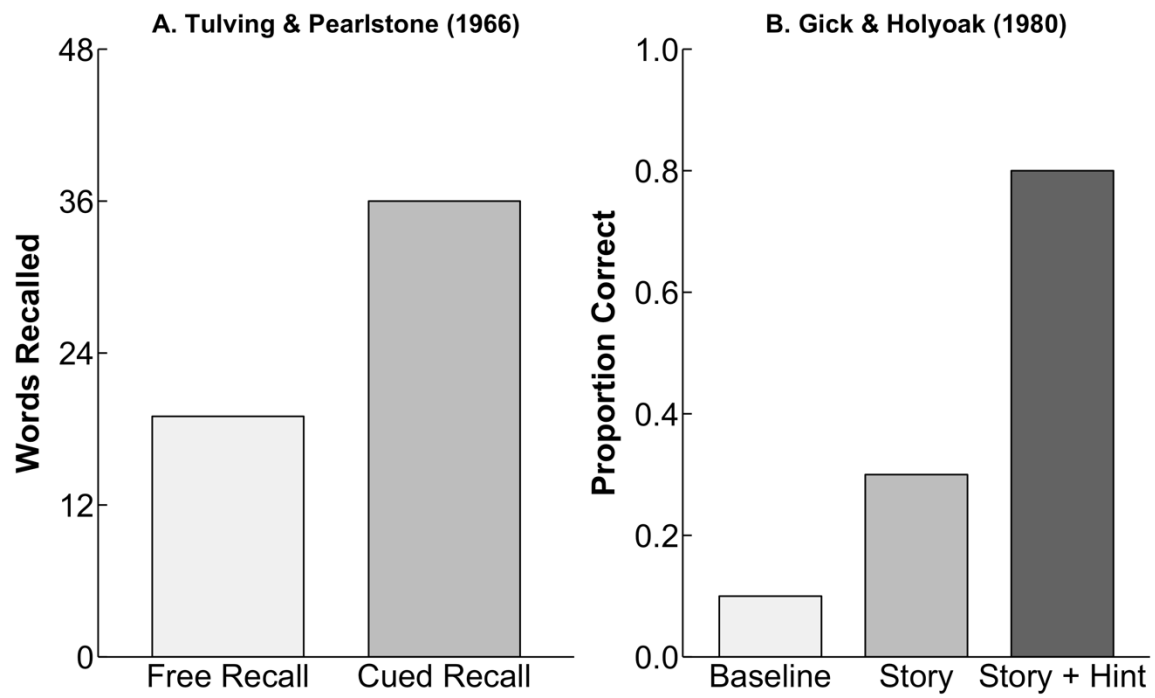 A. Tulving & Pearlstone (1966)
48
36
24
12
0
Words Recalled
Free Recall
Cued Recall
B. Gick & Holyoak (1980)
1.0
0.8
0.6
0.4
0.2
0.0
Proportion Correct
Baseline
Story
Story + Hint